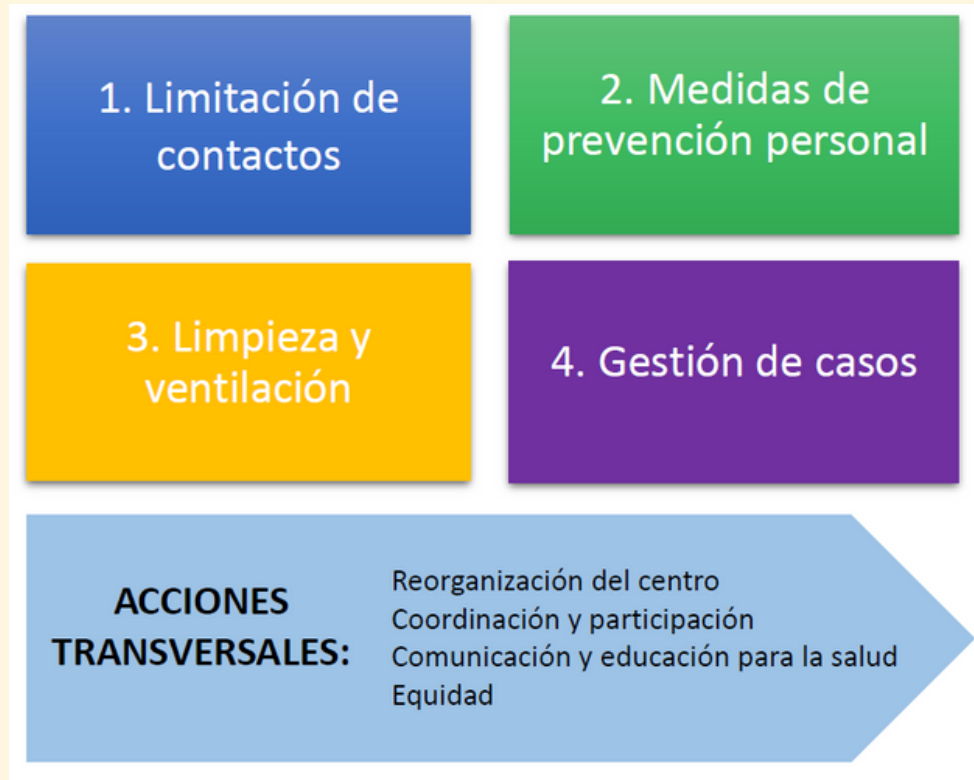 1. Limitación de
contactos
2. Medidas de
prevención personal
3. Limpieza y
ventilación
4. Gestión de casos
ACCIONES
TRANSVERSALES:
Reorganización del centro
Coordinación y participación
Comunicación y educación para la salud
Equidad